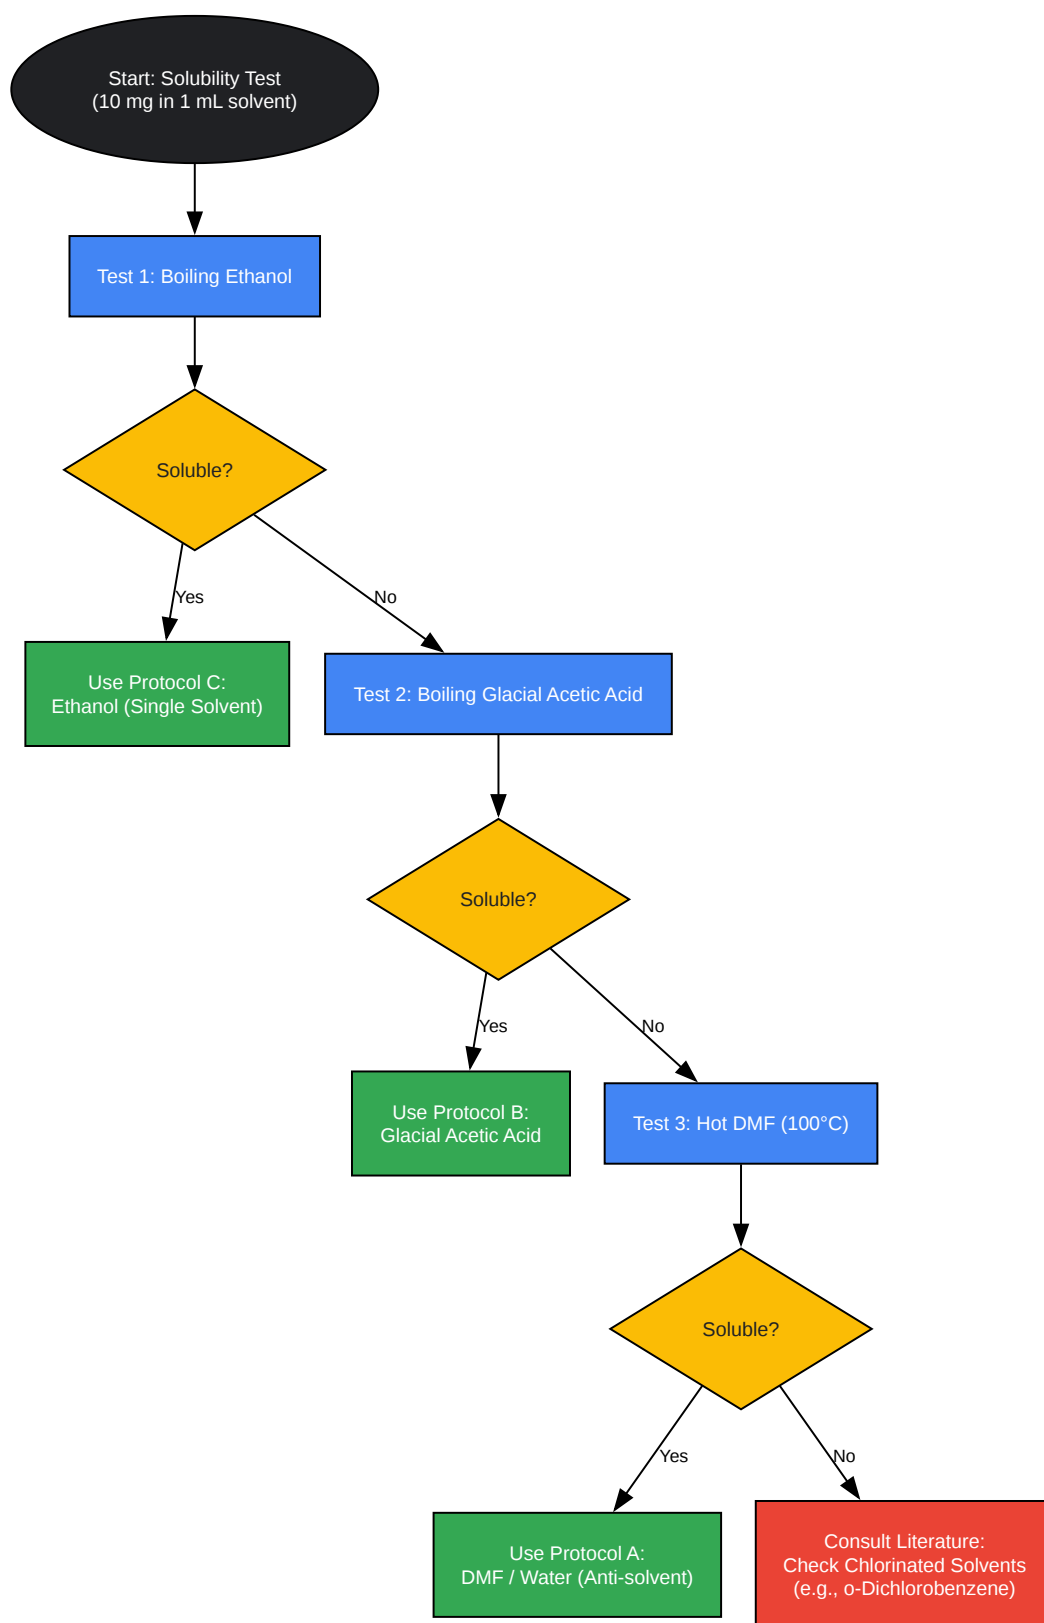 Start: Solubility Test
(10 mg in 1 mL solvent)
Test 1: Boiling Ethanol
Soluble?
Yes
No
Use Protocol C:
Ethanol (Single Solvent)
Test 2: Boiling Glacial Acetic Acid
Soluble?
Yes
No
Use Protocol B:
Glacial Acetic Acid
Test 3: Hot DMF (100°C)
Soluble?
Yes
No
Use Protocol A:
DMF / Water (Anti-solvent)
Consult Literature:
Check Chlorinated Solvents
(e.g., o-Dichlorobenzene)